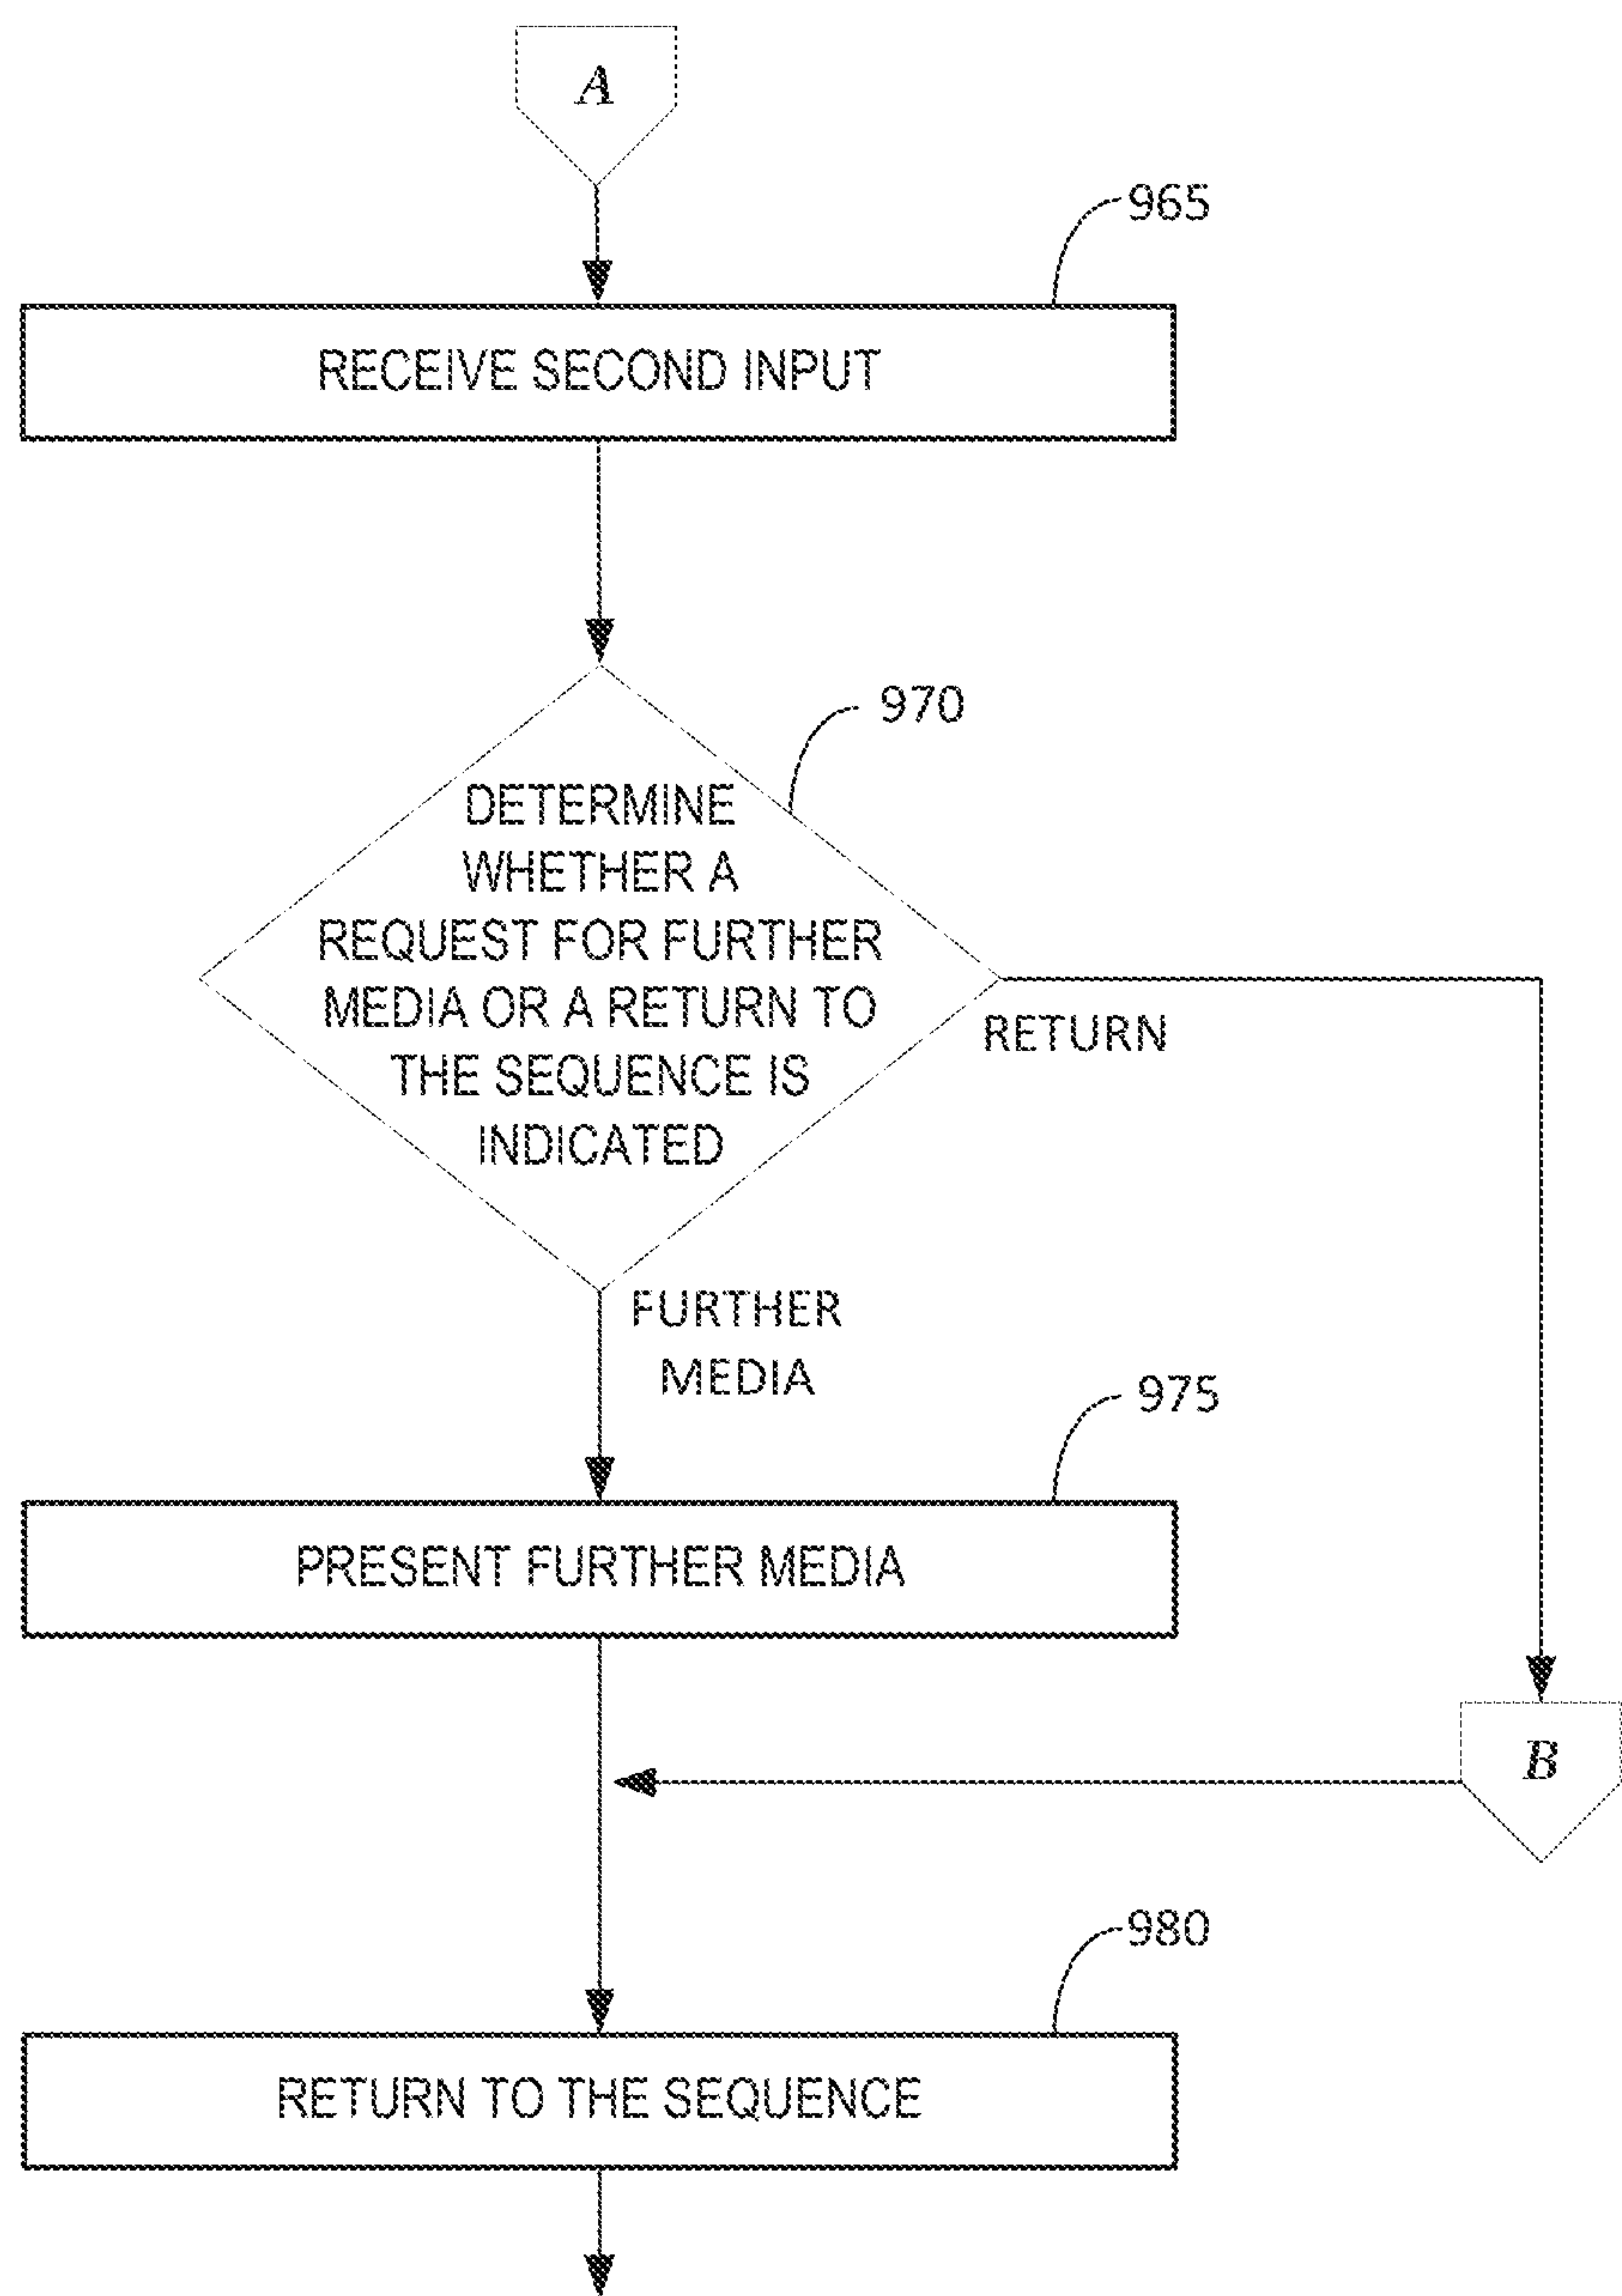 A
965
RECEIVE SECOND INPUT
970
DETERMINE
WHETHER A
REQUEST FOR FURTHER
MEDIA OR A RETURN TO
THE SEQUENCE IS
INDICATED
RETURN
FURTHER
MEDIA
975
PRESENT FURTHER MEDIA
B
980
RETURN TO THE SEQUENCE